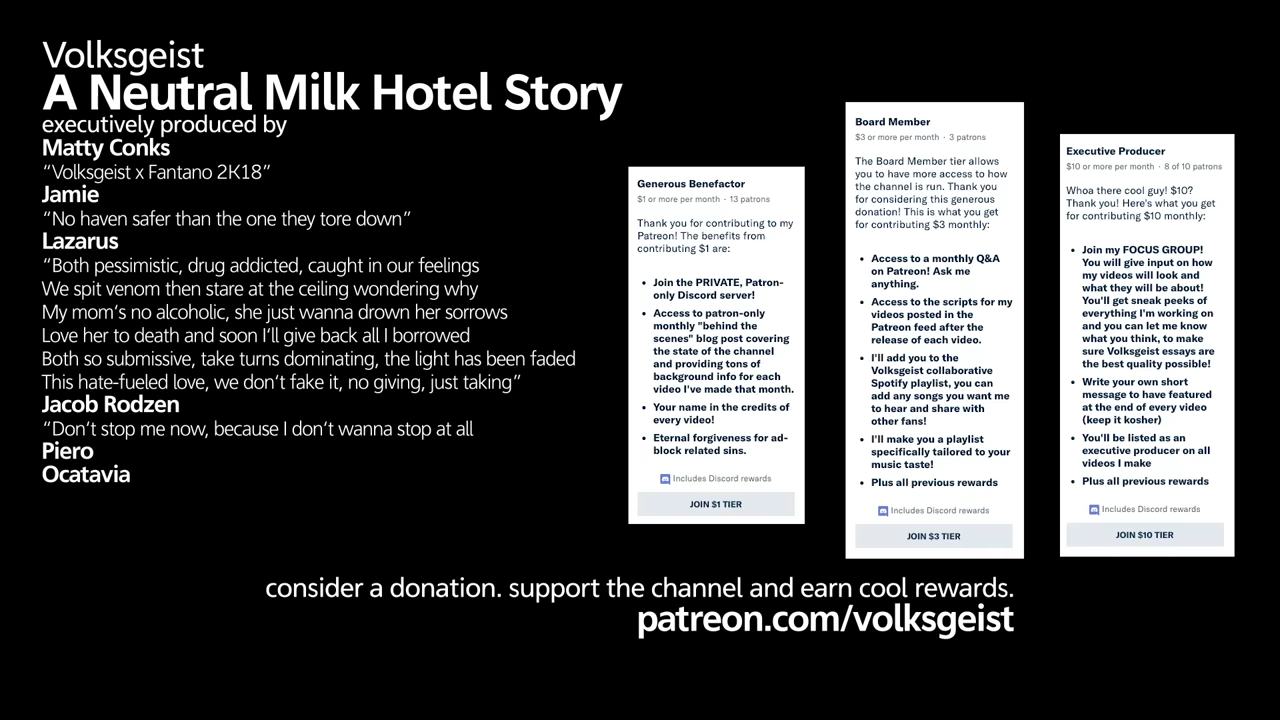 Volksgeist
A Neutral Milk Hotel Story
executively produced by
Matty Conks
“Volksgeist x Fantano 2K18”
Jamie
“No haven safer than the one they tore down”
Lazarus
“Both pessimistic, drug addicted, caught in our feelings
We spit venom then stare at the ceiling wondering why
My mom’s no alcoholic, she just wanna drown her sorrows
Love her to death and soon I’ll give back all I borrowed
Both so submissive, take turns dominating, the light has been faded
This hate-fueled love, we don’t fake it, no giving, just taking”
Jacob Rodzen
“Don’t stop me now, because I don’t wanna stop at all
Piero
Ocatavia
Generous Benefactor
$1 or more per month · 13 patrons
Thank you for contributing to my
Patreon! The benefits from
contributing $1 are:
• Join the PRIVATE, Patron-
only Discord server!
• Access to patron-only
monthly "behind the
scenes" blog post covering
the state of the channel
and providing tons of
background info for each
video I've made that month.
• Your name in the credits of
every video!
• Eternal forgiveness for ad-
block related sins.
Includes Discord rewards
JOIN $1 TIER
Board Member
$3 or more per month · 3 patrons
The Board Member tier allows
you to have more access to how
the channel is run. Thank you
for considering this generous
donation! This is what you get
for contributing $3 monthly:
• Access to a monthly Q&A
on Patreon! Ask me
anything.
• Access to the scripts for my
videos posted in the
Patreon feed after the
release of each video.
• I'll add you to the
Volksgeist collaborative
Spotify playlist, you can
add any songs you want me
to hear and share with
other fans!
• I'll make you a playlist
specifically tailored to your
music taste!
• Plus all previous rewards
Includes Discord rewards
JOIN $3 TIER
Executive Producer
$10 or more per month · 8 of 10 patrons
Whoa there cool guy! $10?
Thank you! Here's what you get
for contributing $10 monthly:
• Join my FOCUS GROUP!
You will give input on how
my videos will look and
what they will be about!
You'll get sneak peeks of
everything I'm working on
and you can let me know
what you think, to make
sure Volksgeist essays are
the best quality possible!
• Write your own short
message to have featured
at the end of every video
(keep it kosher)
• You'll be listed as an
executive producer on all
videos I make
• Plus all previous rewards
Includes Discord rewards
JOIN $10 TIER
consider a donation. support the channel and earn cool rewards.
patreon.com/volksgeist